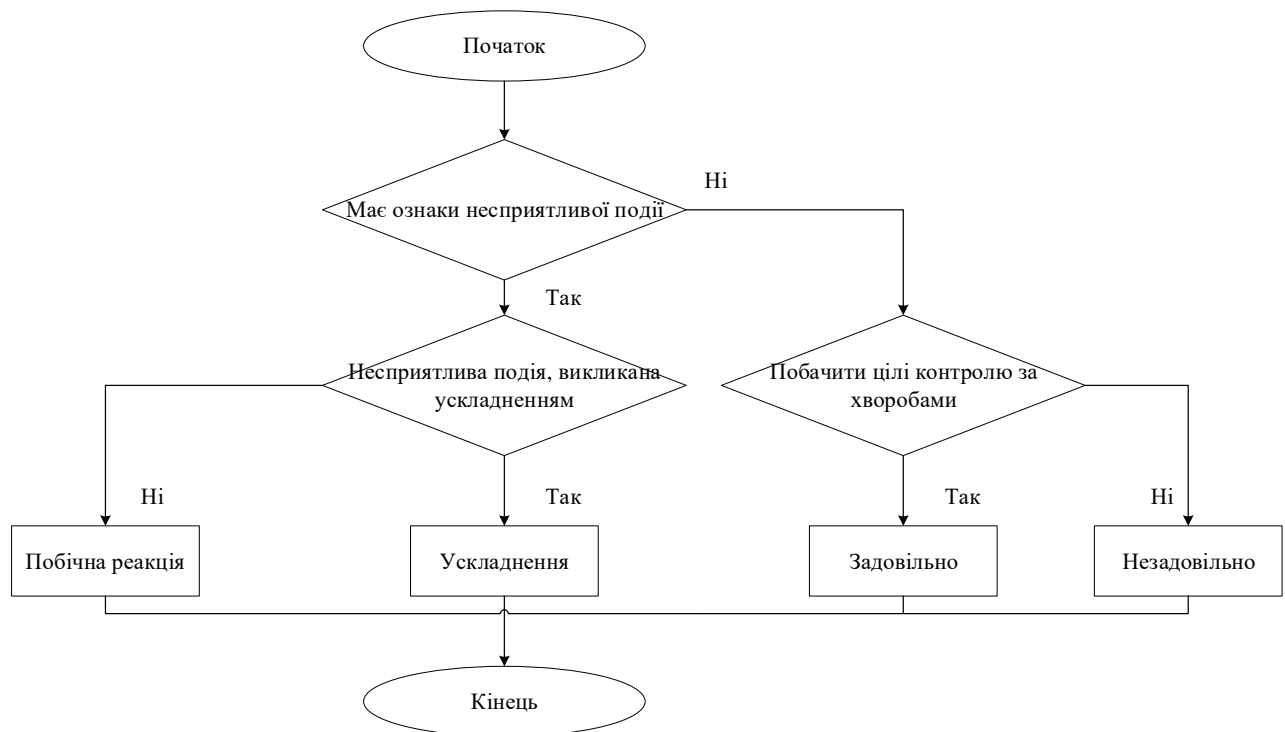 Початок
Ні
Має ознаки несприятливої події
Так
Несприятлива подія, викликана
ускладненням
Побачити цілі контролю за
хворобами
Ні
Так
Так
Ні
Побічна реакція
Ускладнення
Задовільно
Незадовільно
Кінець